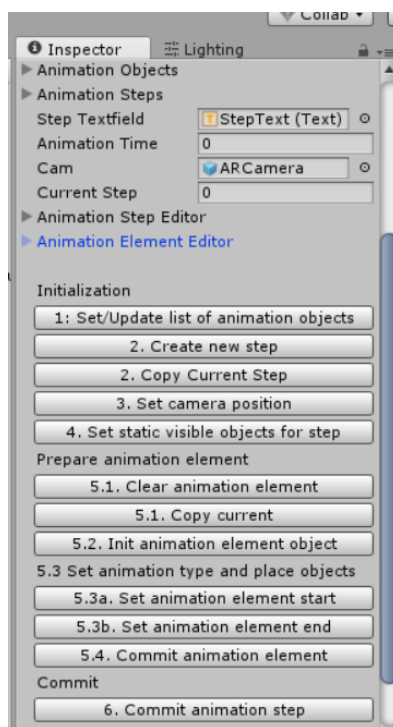 Collab
Inspector Lighting
Animation Objects
Animation Steps
Step Textfield StepText (Text)
Animation Time 0
Cam ARCamera
Current Step 0
Animation Step Editor
Animation Element Editor
Initialization
1: Set/Update list of animation objects
2. Create new step
2. Copy Current Step
3. Set camera position
4. Set static visible objects for step
Prepare animation element
5.1. Clear animation element
5.1. Copy current
5.2. Init animation element object
5.3 Set animation type and place objects
5.3a. Set animation element start
5.3b. Set animation element end
5.4. Commit animation element
Commit
6. Commit animation step